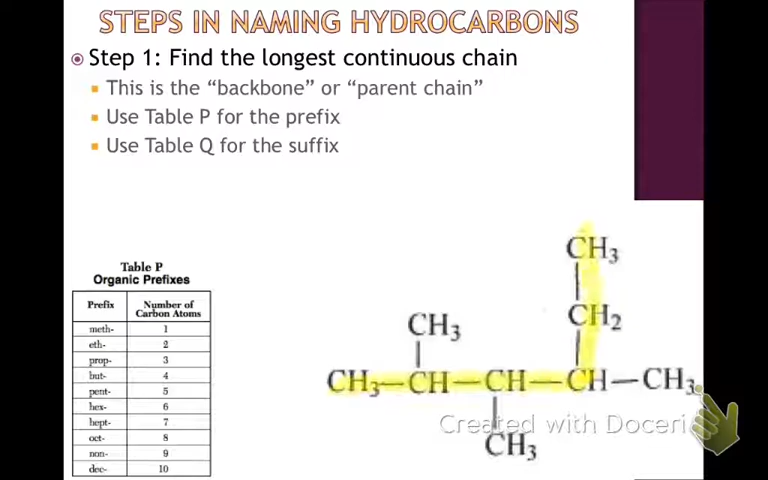 STEPS IN NAMING HYDROCARBONS
Step 1: Find the longest continuous chain
This is the “backbone” or “parent chain”
Use Table P for the prefix
Use Table Q for the suffix
Table P
Organic Prefixes
Prefix Number of Carbon Atoms
meth- 1
eth- 2
prop- 3
but- 4
pent- 5
hex- 6
hept- 7
oct- 8
non- 9
dec- 10
CH₃
CH₂
CH₃
CH₃—CH—CH—CH—CH₃
Created with Doceri
CH₃